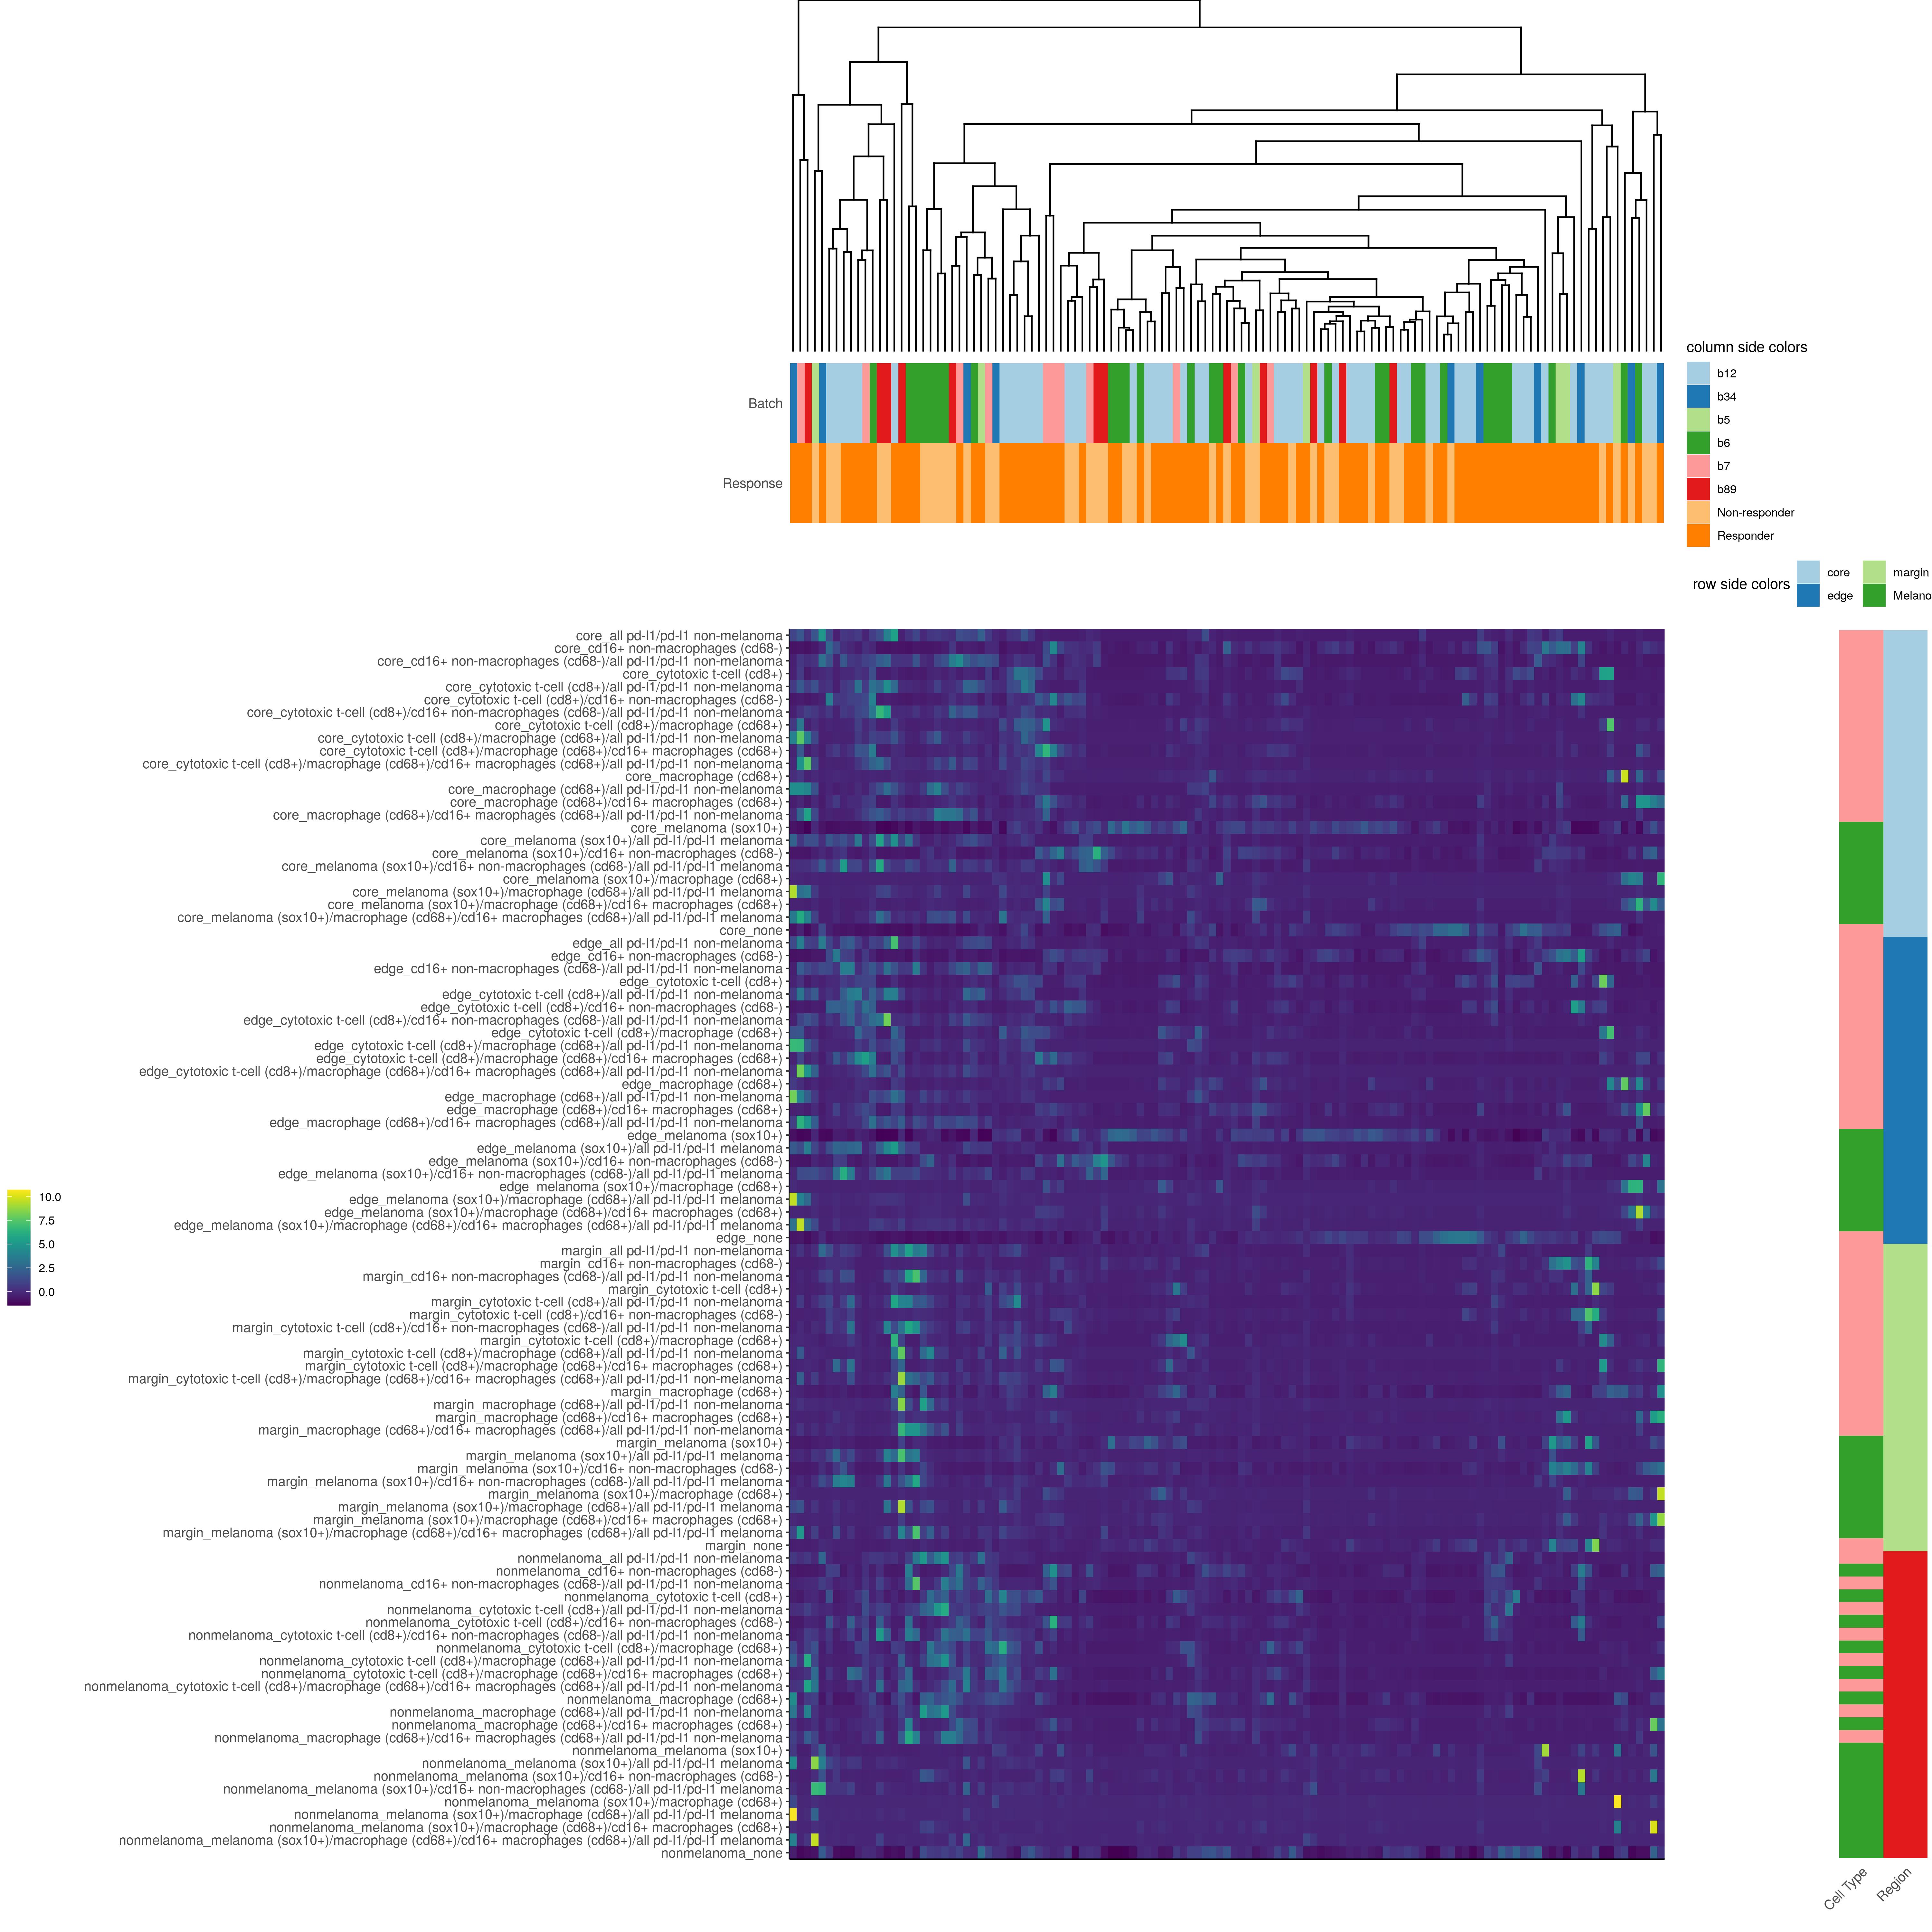 Batch
Response
column side colors
b12
b34
b5
b6
b7
b89
Non-responder
Responder
row side colors
core
margin
edge
Melano
core_all pd-l1/pd-l1 non-melanoma
core_cd16+ non-macrophages (cd68-)
core_cd16+ non-macrophages (cd68-)/all pd-l1/pd-l1 non-melanoma
core_cytotoxic t-cell (cd8+)
core_cytotoxic t-cell (cd8+)/all pd-l1/pd-l1 non-melanoma
core_cytotoxic t-cell (cd8+)/cd16+ non-macrophages (cd68-)
core_cytotoxic t-cell (cd8+)/cd16+ non-macrophages (cd68-)/all pd-l1/pd-l1 non-melanoma
core_cytotoxic t-cell (cd8+)/macrophage (cd68+)
core_cytotoxic t-cell (cd8+)/macrophage (cd68+)/all pd-l1/pd-l1 non-melanoma
core_cytotoxic t-cell (cd8+)/macrophage (cd68+)/cd16+ macrophages (cd68+)
core_cytotoxic t-cell (cd8+)/macrophage (cd68+)/cd16+ macrophages (cd68+)/all pd-l1/pd-l1 non-melanoma
core_macrophage (cd68+)
core_macrophage (cd68+)/all pd-l1/pd-l1 non-melanoma
core_macrophage (cd68+)/cd16+ macrophages (cd68+)
core_macrophage (cd68+)/cd16+ macrophages (cd68+)/all pd-l1/pd-l1 non-melanoma
core_melanoma (sox10+)
core_melanoma (sox10+)/all pd-l1/pd-l1 melanoma
core_melanoma (sox10+)/cd16+ non-macrophages (cd68-)
core_melanoma (sox10+)/cd16+ non-macrophages (cd68-)/all pd-l1/pd-l1 melanoma
core_melanoma (sox10+)/macrophage (cd68+)
core_melanoma (sox10+)/macrophage (cd68+)/all pd-l1/pd-l1 melanoma
core_melanoma (sox10+)/macrophage (cd68+)/cd16+ macrophages (cd68+)
core_melanoma (sox10+)/macrophage (cd68+)/cd16+ macrophages (cd68+)/all pd-l1/pd-l1 melanoma
core_none
edge_all pd-l1/pd-l1 non-melanoma
edge_cd16+ non-macrophages (cd68-)
edge_cd16+ non-macrophages (cd68-)/all pd-l1/pd-l1 non-melanoma
edge_cytotoxic t-cell (cd8+)
edge_cytotoxic t-cell (cd8+)/all pd-l1/pd-l1 non-melanoma
edge_cytotoxic t-cell (cd8+)/cd16+ non-macrophages (cd68-)
edge_cytotoxic t-cell (cd8+)/cd16+ non-macrophages (cd68-)/all pd-l1/pd-l1 non-melanoma
edge_cytotoxic t-cell (cd8+)/macrophage (cd68+)
edge_cytotoxic t-cell (cd8+)/macrophage (cd68+)/all pd-l1/pd-l1 non-melanoma
edge_cytotoxic t-cell (cd8+)/macrophage (cd68+)/cd16+ macrophages (cd68+)
edge_cytotoxic t-cell (cd8+)/macrophage (cd68+)/cd16+ macrophages (cd68+)/all pd-l1/pd-l1 non-melanoma
edge_macrophage (cd68+)
edge_macrophage (cd68+)/all pd-l1/pd-l1 non-melanoma
edge_macrophage (cd68+)/cd16+ macrophages (cd68+)
edge_macrophage (cd68+)/cd16+ macrophages (cd68+)/all pd-l1/pd-l1 non-melanoma
edge_melanoma (sox10+)
edge_melanoma (sox10+)/all pd-l1/pd-l1 melanoma
edge_melanoma (sox10+)/cd16+ non-macrophages (cd68-)
edge_melanoma (sox10+)/cd16+ non-macrophages (cd68-)/all pd-l1/pd-l1 melanoma
edge_melanoma (sox10+)/macrophage (cd68+)
edge_melanoma (sox10+)/macrophage (cd68+)/all pd-l1/pd-l1 melanoma
edge_melanoma (sox10+)/macrophage (cd68+)/cd16+ macrophages (cd68+)
edge_melanoma (sox10+)/macrophage (cd68+)/cd16+ macrophages (cd68+)/all pd-l1/pd-l1 melanoma
edge_none
margin_all pd-l1/pd-l1 non-melanoma
margin_cd16+ non-macrophages (cd68-)
margin_cd16+ non-macrophages (cd68-)/all pd-l1/pd-l1 non-melanoma
margin_cytotoxic t-cell (cd8+)
margin_cytotoxic t-cell (cd8+)/all pd-l1/pd-l1 non-melanoma
margin_cytotoxic t-cell (cd8+)/cd16+ non-macrophages (cd68-)
margin_cytotoxic t-cell (cd8+)/cd16+ non-macrophages (cd68-)/all pd-l1/pd-l1 non-melanoma
margin_cytotoxic t-cell (cd8+)/macrophage (cd68+)
margin_cytotoxic t-cell (cd8+)/macrophage (cd68+)/all pd-l1/pd-l1 non-melanoma
margin_cytotoxic t-cell (cd8+)/macrophage (cd68+)/cd16+ macrophages (cd68+)
margin_cytotoxic t-cell (cd8+)/macrophage (cd68+)/cd16+ macrophages (cd68+)/all pd-l1/pd-l1 non-melanoma
margin_macrophage (cd68+)
margin_macrophage (cd68+)/all pd-l1/pd-l1 non-melanoma
margin_macrophage (cd68+)/cd16+ macrophages (cd68+)
margin_macrophage (cd68+)/cd16+ macrophages (cd68+)/all pd-l1/pd-l1 non-melanoma
margin_melanoma (sox10+)
margin_melanoma (sox10+)/all pd-l1/pd-l1 melanoma
margin_melanoma (sox10+)/cd16+ non-macrophages (cd68-)
margin_melanoma (sox10+)/cd16+ non-macrophages (cd68-)/all pd-l1/pd-l1 melanoma
margin_melanoma (sox10+)/macrophage (cd68+)
margin_melanoma (sox10+)/macrophage (cd68+)/all pd-l1/pd-l1 melanoma
margin_melanoma (sox10+)/macrophage (cd68+)/cd16+ macrophages (cd68+)
margin_melanoma (sox10+)/macrophage (cd68+)/cd16+ macrophages (cd68+)/all pd-l1/pd-l1 melanoma
margin_none
nonmelanoma_all pd-l1/pd-l1 non-melanoma
nonmelanoma_cd16+ non-macrophages (cd68-)
nonmelanoma_cd16+ non-macrophages (cd68-)/all pd-l1/pd-l1 non-melanoma
nonmelanoma_cytotoxic t-cell (cd8+)
nonmelanoma_cytotoxic t-cell (cd8+)/all pd-l1/pd-l1 non-melanoma
nonmelanoma_cytotoxic t-cell (cd8+)/cd16+ non-macrophages (cd68-)
nonmelanoma_cytotoxic t-cell (cd8+)/cd16+ non-macrophages (cd68-)/all pd-l1/pd-l1 non-melanoma
nonmelanoma_cytotoxic t-cell (cd8+)/macrophage (cd68+)
nonmelanoma_cytotoxic t-cell (cd8+)/macrophage (cd68+)/all pd-l1/pd-l1 non-melanoma
nonmelanoma_cytotoxic t-cell (cd8+)/macrophage (cd68+)/cd16+ macrophages (cd68+)
nonmelanoma_cytotoxic t-cell (cd8+)/macrophage (cd68+)/cd16+ macrophages (cd68+)/all pd-l1/pd-l1 non-melanoma
nonmelanoma_macrophage (cd68+)
nonmelanoma_macrophage (cd68+)/all pd-l1/pd-l1 non-melanoma
nonmelanoma_macrophage (cd68+)/cd16+ macrophages (cd68+)
nonmelanoma_macrophage (cd68+)/cd16+ macrophages (cd68+)/all pd-l1/pd-l1 non-melanoma
nonmelanoma_melanoma (sox10+)
nonmelanoma_melanoma (sox10+)/all pd-l1/pd-l1 melanoma
nonmelanoma_melanoma (sox10+)/cd16+ non-macrophages (cd68-)
nonmelanoma_melanoma (sox10+)/cd16+ non-macrophages (cd68-)/all pd-l1/pd-l1 melanoma
nonmelanoma_melanoma (sox10+)/macrophage (cd68+)
nonmelanoma_melanoma (sox10+)/macrophage (cd68+)/all pd-l1/pd-l1 melanoma
nonmelanoma_melanoma (sox10+)/macrophage (cd68+)/cd16+ macrophages (cd68+)
nonmelanoma_melanoma (sox10+)/macrophage (cd68+)/cd16+ macrophages (cd68+)/all pd-l1/pd-l1 melanoma
nonmelanoma_none
10.0
7.5
5.0
2.5
0.0
Cell Type
Region